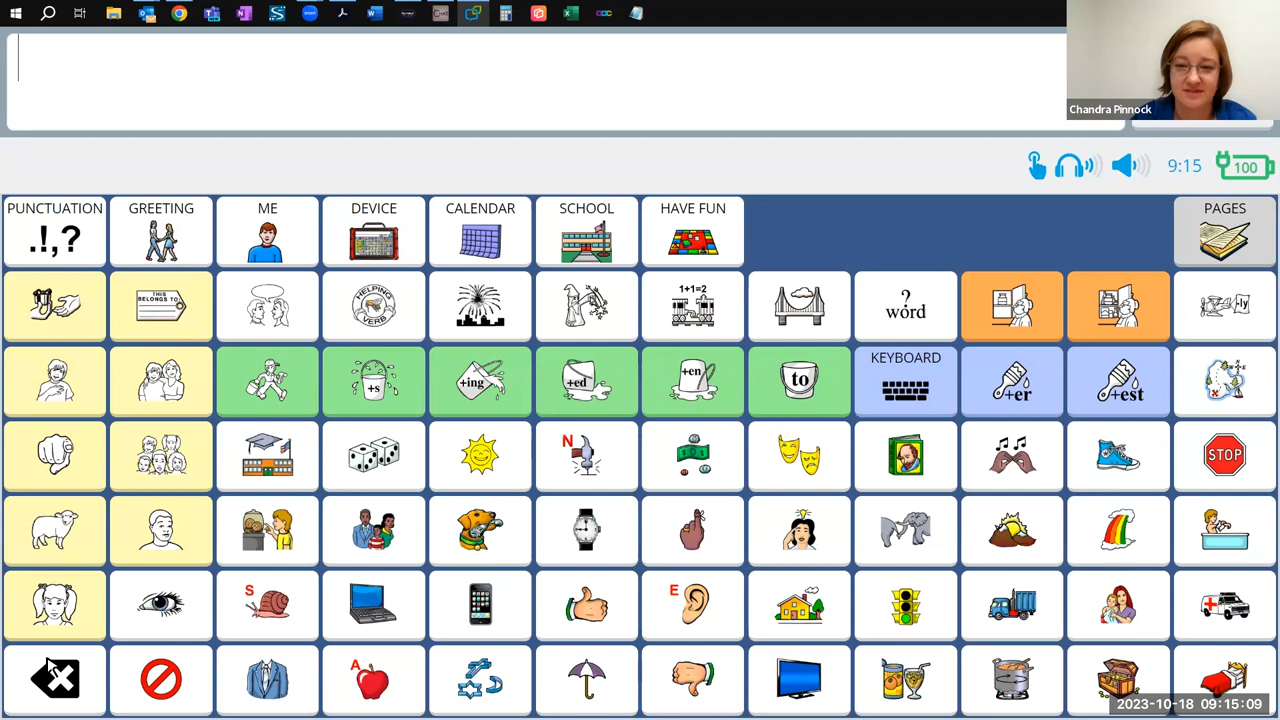 Chandra Pinnock
9:15
100
PUNCTUATION
GREETING
ME
DEVICE
CALENDAR
SCHOOL
HAVE FUN
PAGES
.!,?
THIS BELONGS TO
HELPING VERB
1+1=2
?
word
-ly
+s
+ing
+ed
+en
to
KEYBOARD
+er
+est
N
STOP
S
E
A
2023-10-18 09:15:09